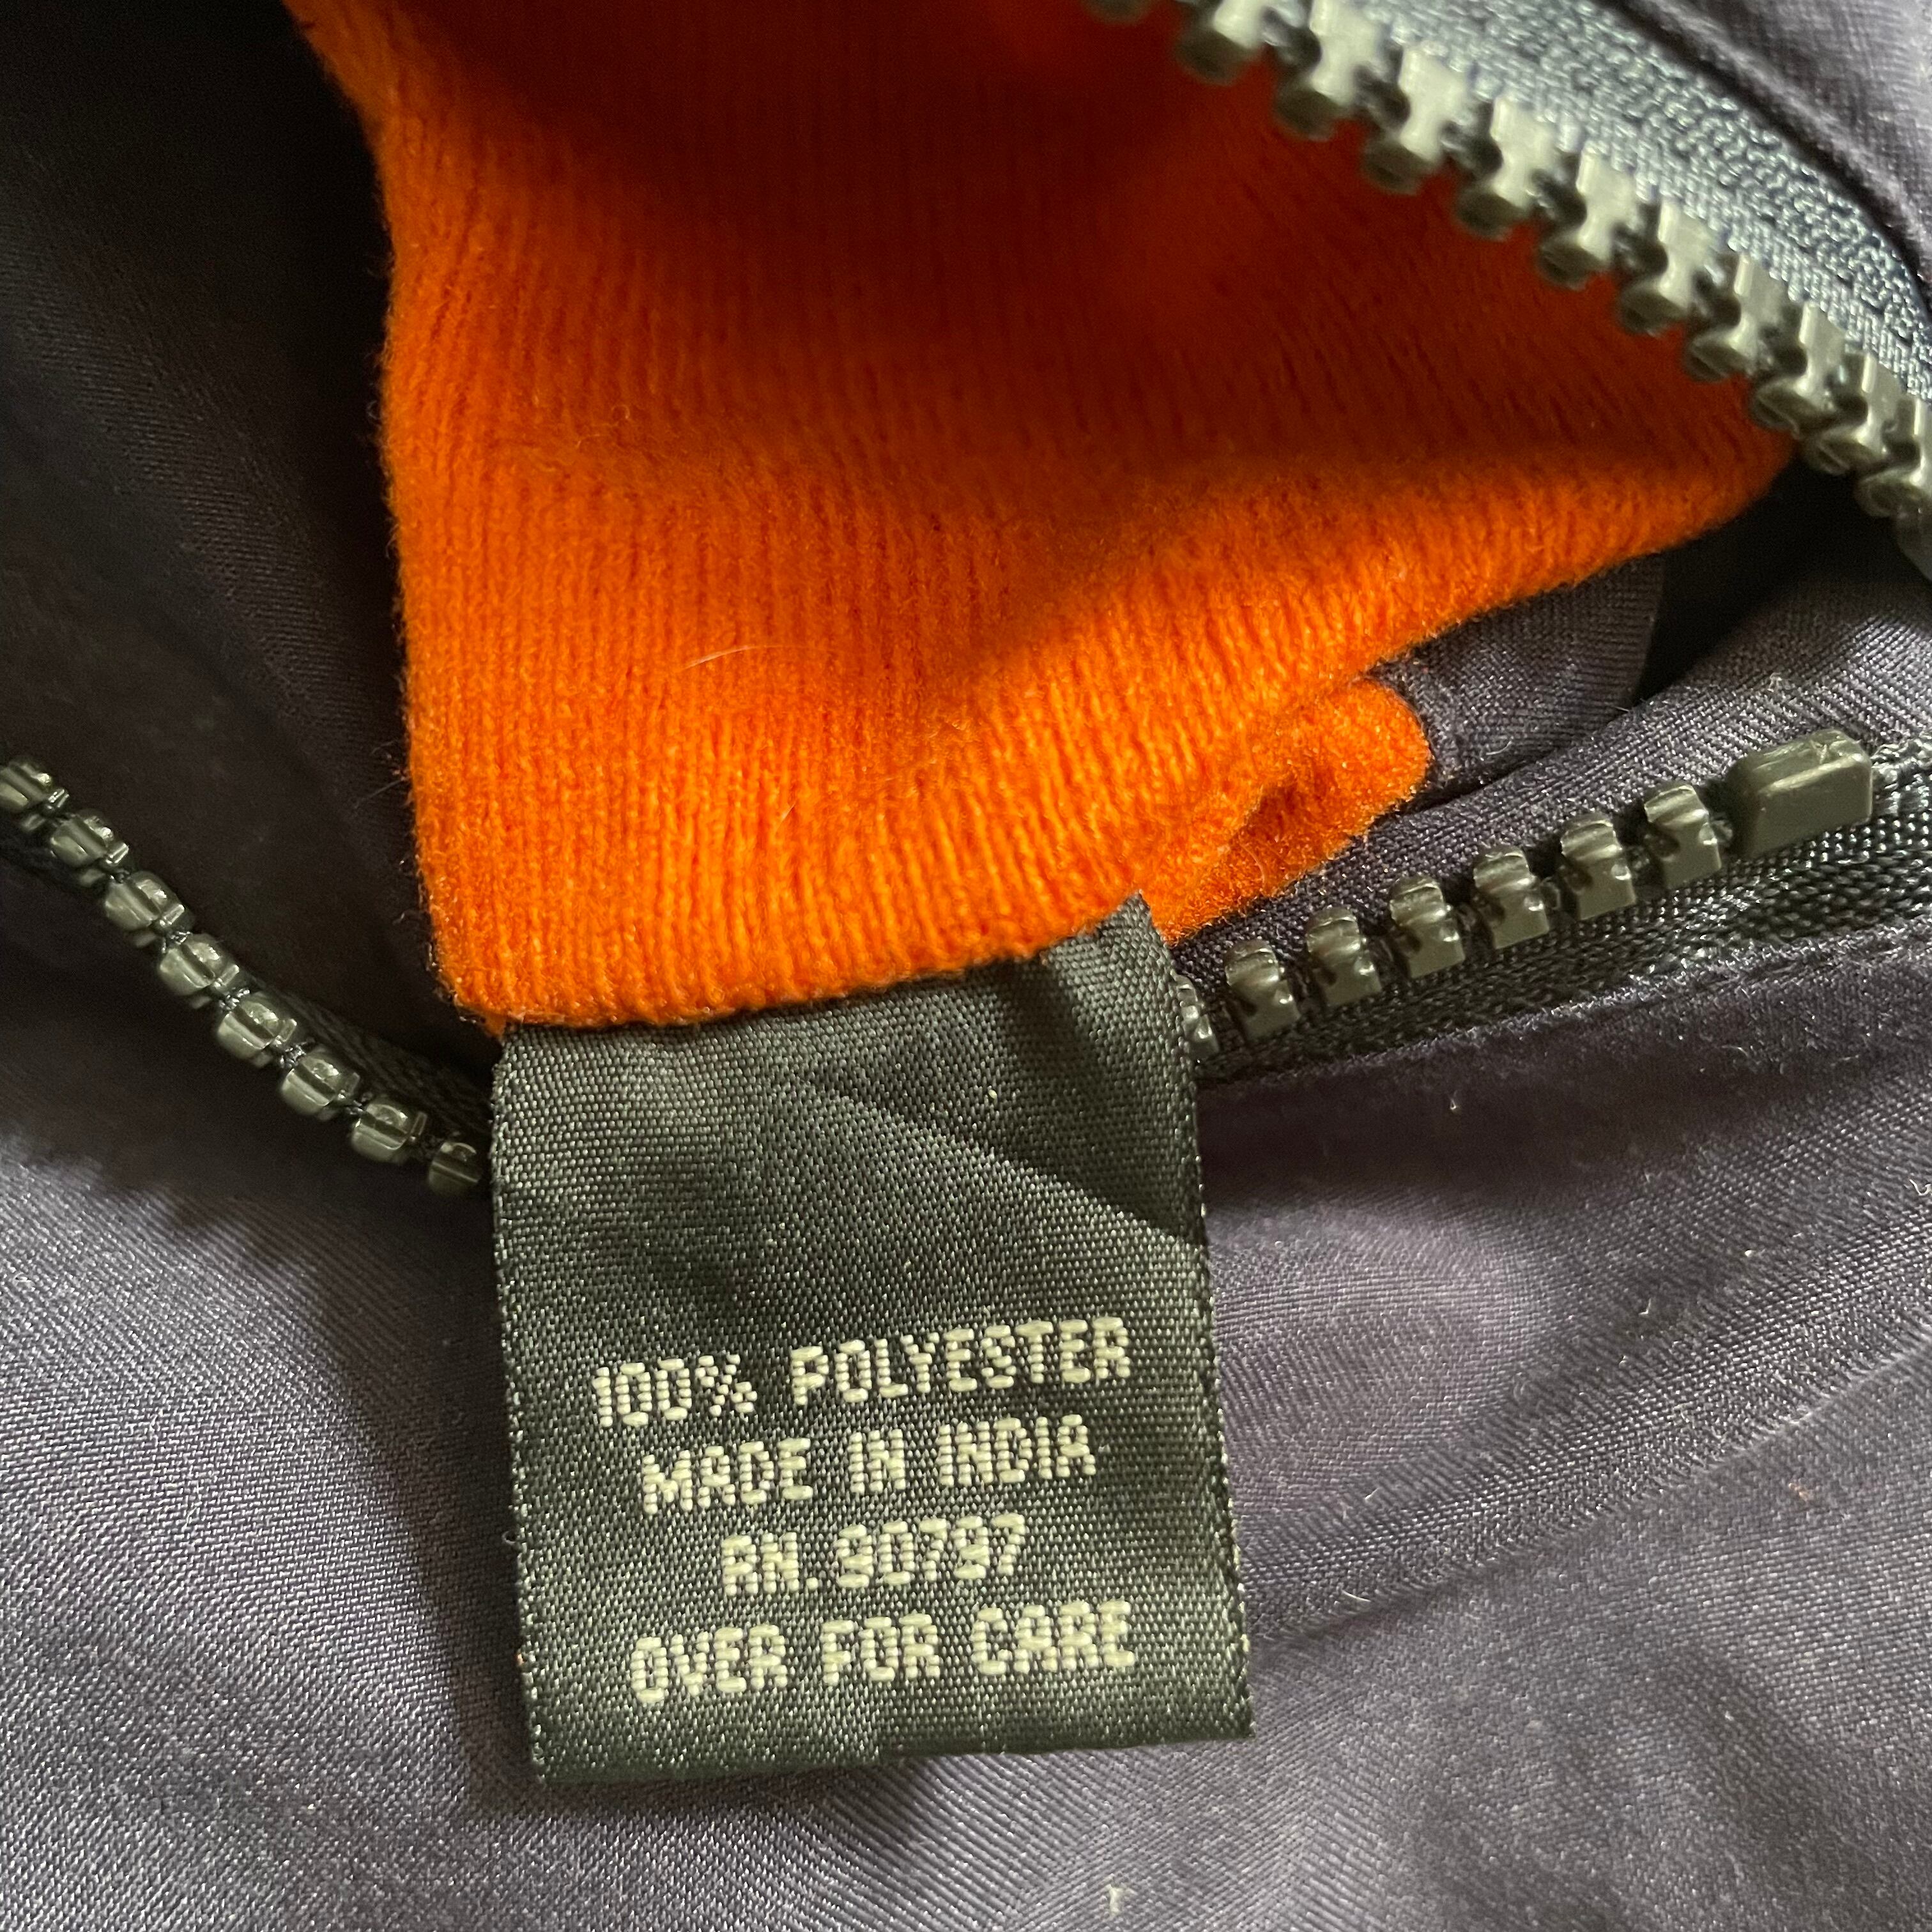 100% POLYESTER
MADE IN INDIA
RN.90797
OVER FOR CARE